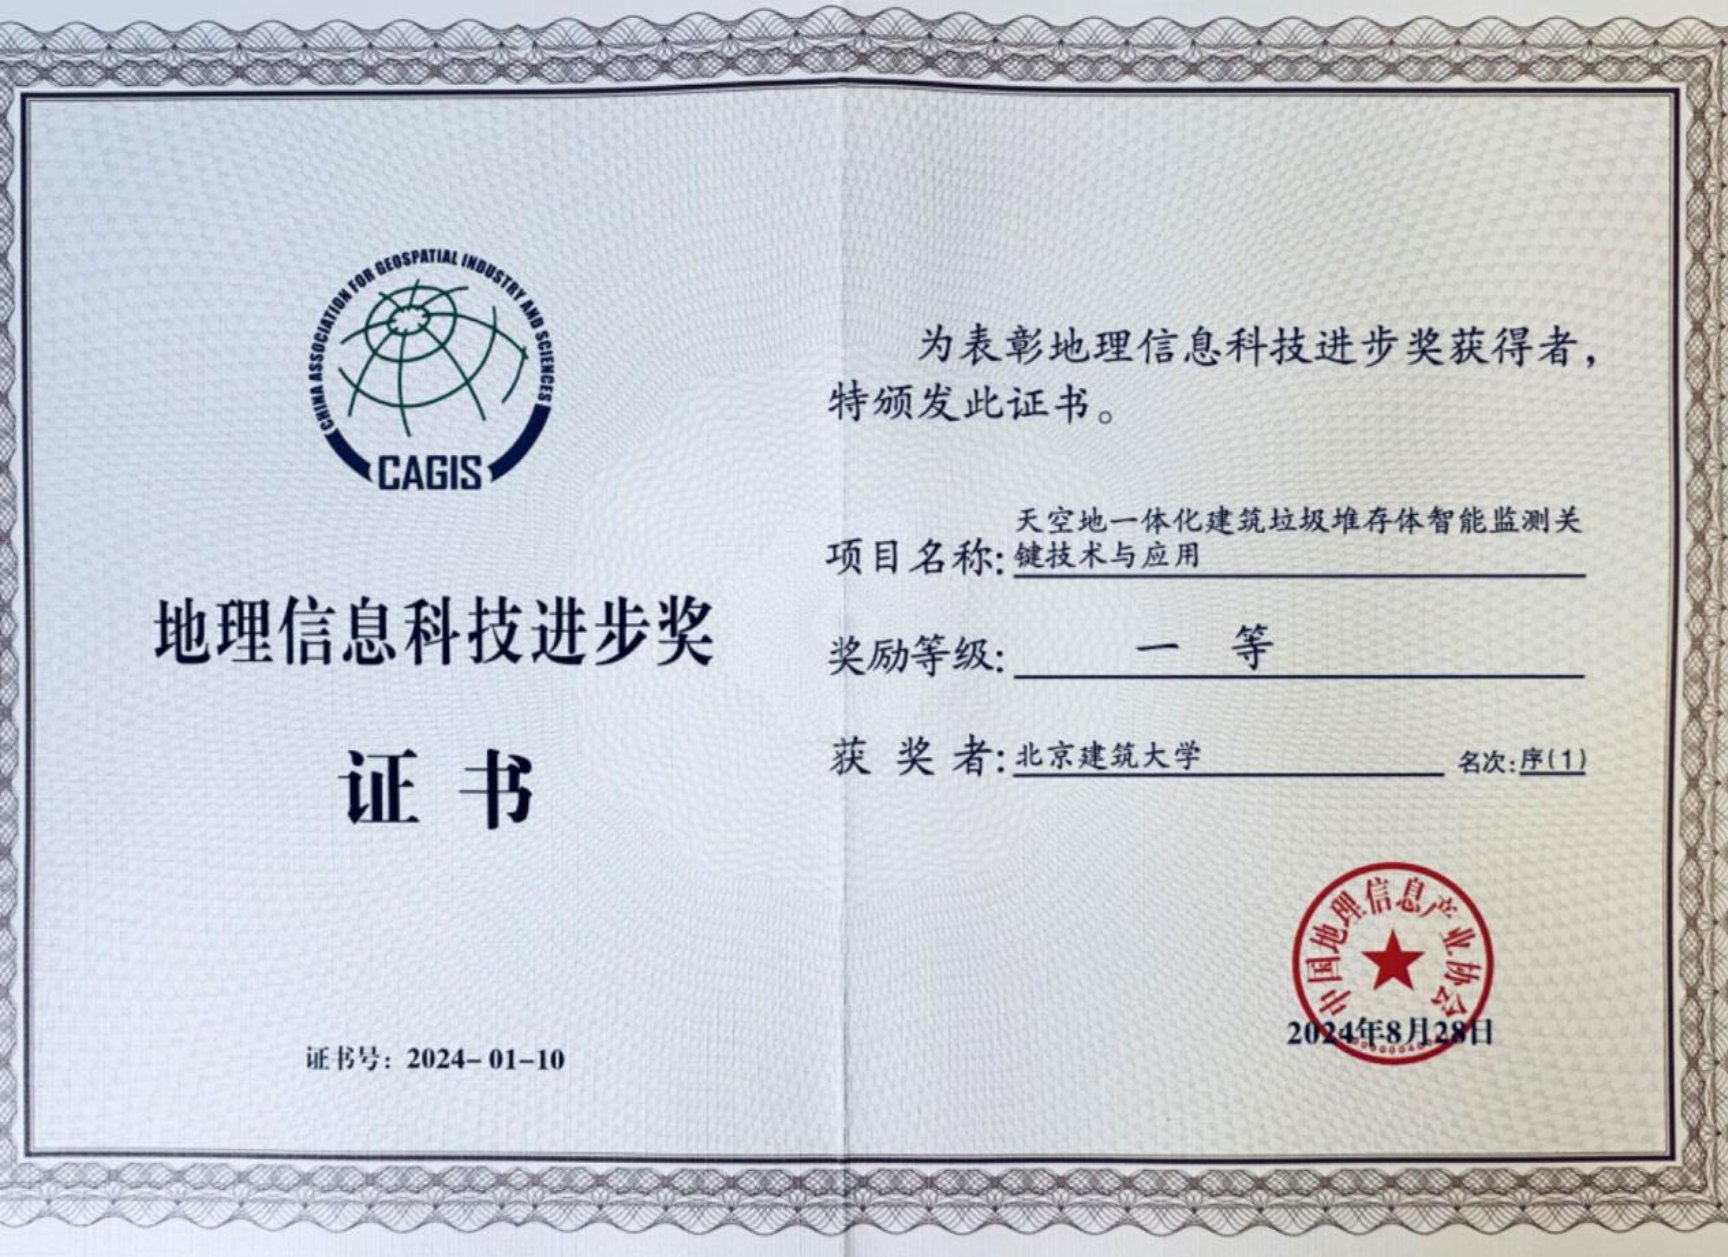 CHINA ASSOCIATION FOR GEOSPATIAL INDUSTRY AND SCIENCES
CAGIS
地理信息科技进步奖
证书
证书号：2024-01-10
为表彰地理信息科技进步奖获得者，
特颁发此证书。
项目名称:天空地一体化建筑垃圾堆存体智能监测关
键技术与应用
奖励等级:一 等
获 奖 者:北京建筑大学 名次:序(1)
中国地理信息产业协会
2024年8月28日